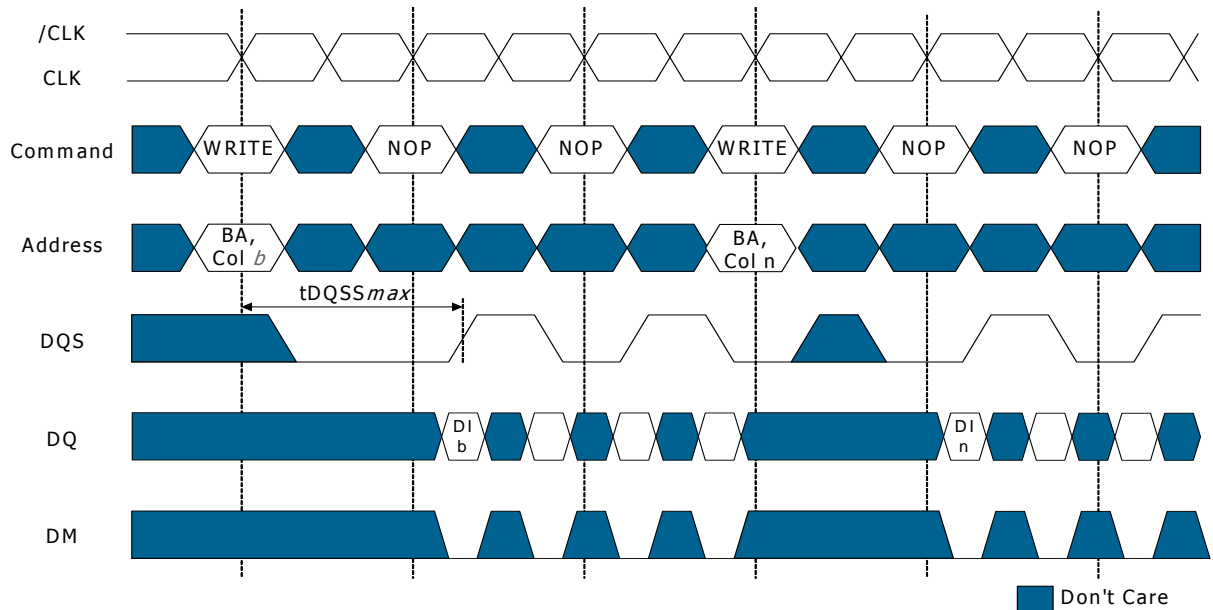 /CLK
CLK
Command
WRITE NOP NOP WRITE NOP NOP
Address
BA,
Col b
BA,
Col n
tDQSSmax
DQS
DQ
DI
b
DI
n
DM
Don't Care